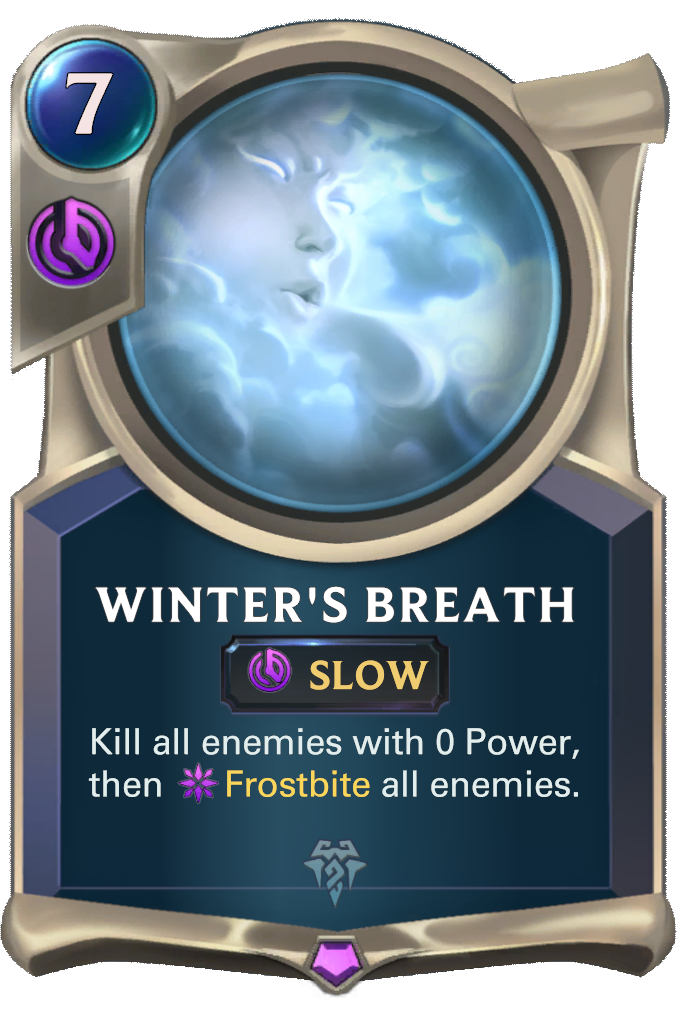 7
WINTER'S BREATH
SLOW
Kill all enemies with 0 Power,
then Frostbite all enemies.